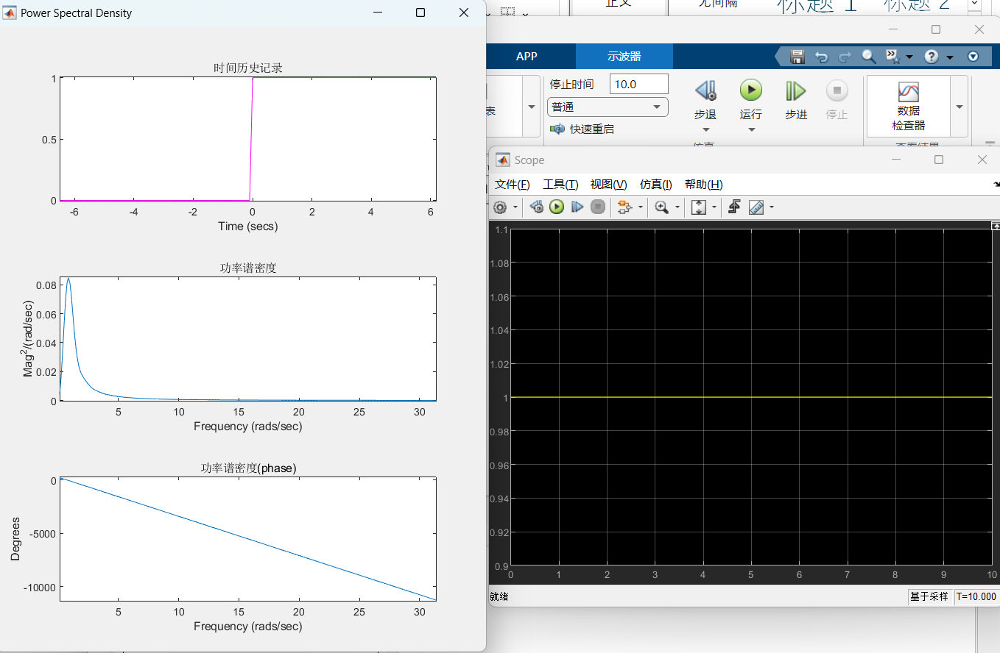 Power Spectral Density
时间历史记录
1
0.5
0
-6 -4 -2 0 2 4 6
Time (secs)
功率谱密度
0.08
0.06
0.04
0.02
0
Mag2/(rad/sec)
5 10 15 20 25 30
Frequency (rads/sec)
功率谱密度(phase)
0
-5000
-10000
Degrees
5 10 15 20 25 30
Frequency (rads/sec)
正文 无间隔 标题 1 标题 2
APP 示波器
停止时间 10.0
表
普通
快速重启
步退 运行 步进 停止
仿真
数据
检查器
查看结果
Scope
文件(F) 工具(T) 视图(V) 仿真(I) 帮助(H)
1.1
1.08
1.06
1.04
1.02
1
0.98
0.96
0.94
0.92
0.9
0 1 2 3 4 5 6 7 8 9 10
就绪 基于采样 T=10.000